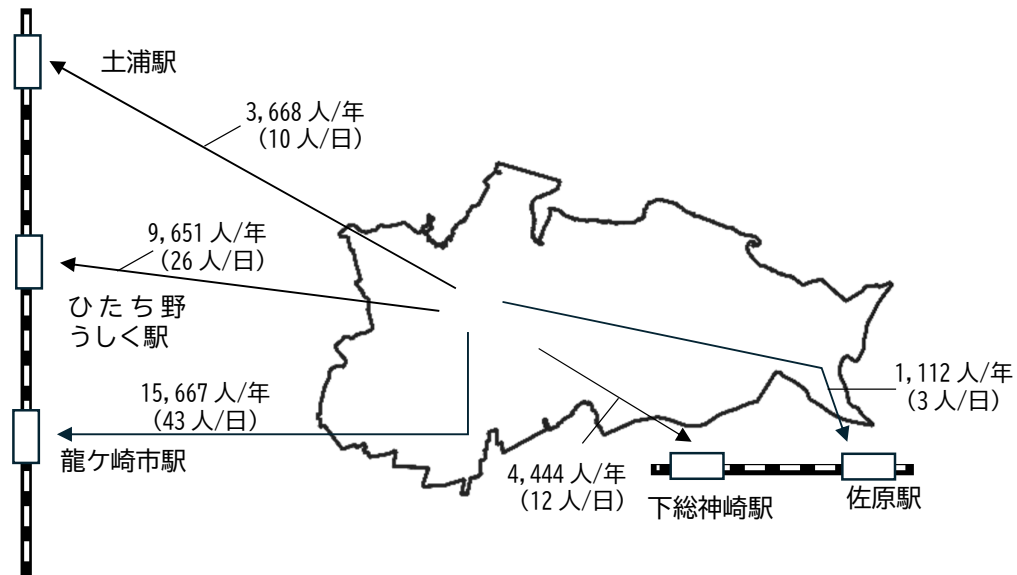 土浦駅
3,668 人/年
（10 人/日）
9,651 人/年
（26 人/日）
ひたち野
うしく駅
15,667 人/年
（43 人/日）
龍ケ崎市駅
1,112 人/年
（3 人/日）
4,444 人/年
（12 人/日）
下総神崎駅
佐原駅